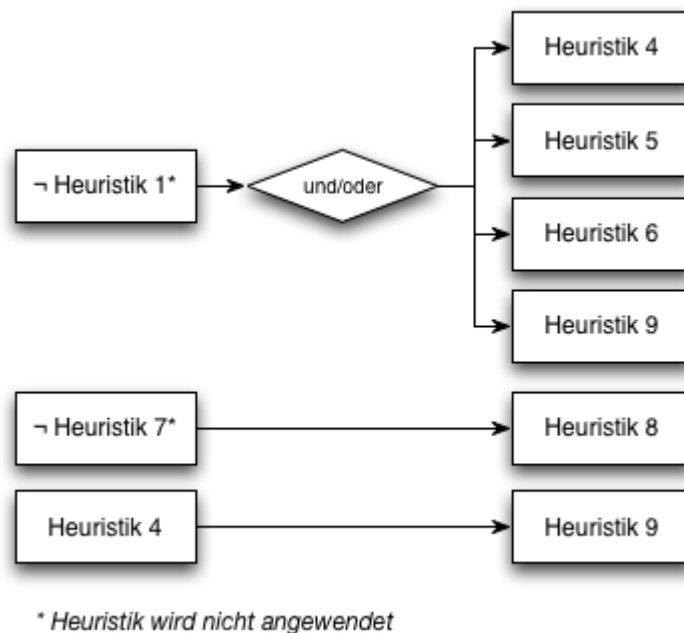 Heuristik 4
Heuristik 5
¬ Heuristik 1*
und/oder
Heuristik 6
Heuristik 9
¬ Heuristik 7*
Heuristik 8
Heuristik 4
Heuristik 9
* Heuristik wird nicht angewendet